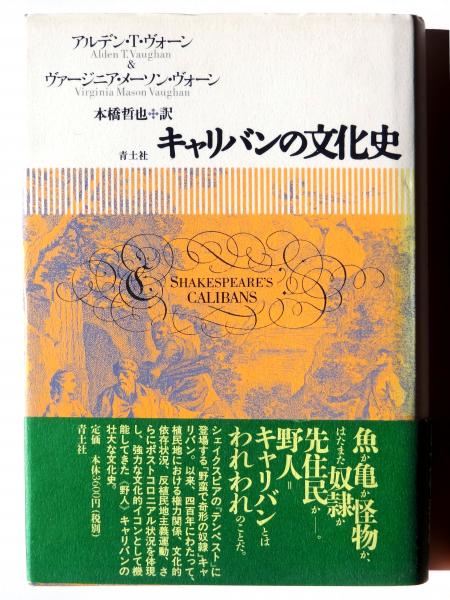 アルデン・T・ヴォーン
Alden T. Vaughan
&
ヴァージニア・メーソン・ヴォーン
Virginia Mason Vaughan
本橋哲也✢訳
青土社
キャリバンの文化史
SHAKESPEARE'S
CALIBANS
魚か亀か怪物か、
はたまた奴隷か
先住民か――。
野人＝
キャリバンとは
われわれのことだ。
シェイクスピアの『テンペスト』に
登場する「野蛮で奇形の奴隷」キャ
リバン。以来、四百年にわたって、
植民地における権力関係、文化的
依存状況、反植民地主義運動、さ
らにポストコロニアル状況を体現
し、強力な文化的イコンとして機
能してきた〈野人〉キャリバンの
壮大な文化史。
青土社
定価 本体3600円（税別）